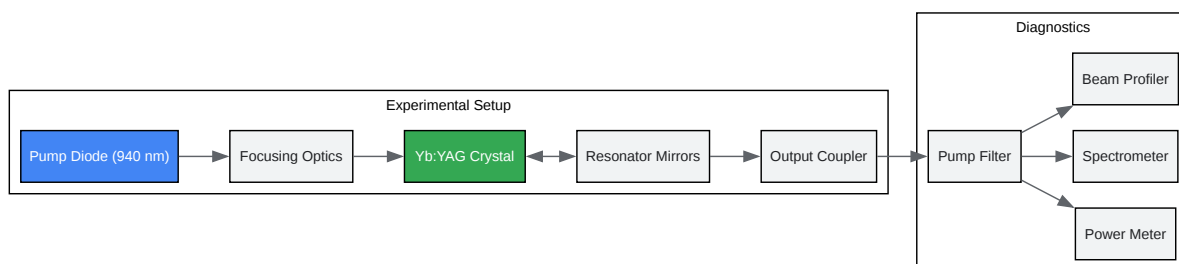 Diagnostics
Experimental Setup
Pump Diode (940 nm)
Focusing Optics
Yb:YAG Crystal
Resonator Mirrors
Output Coupler
Pump Filter
Beam Profiler
Spectrometer
Power Meter